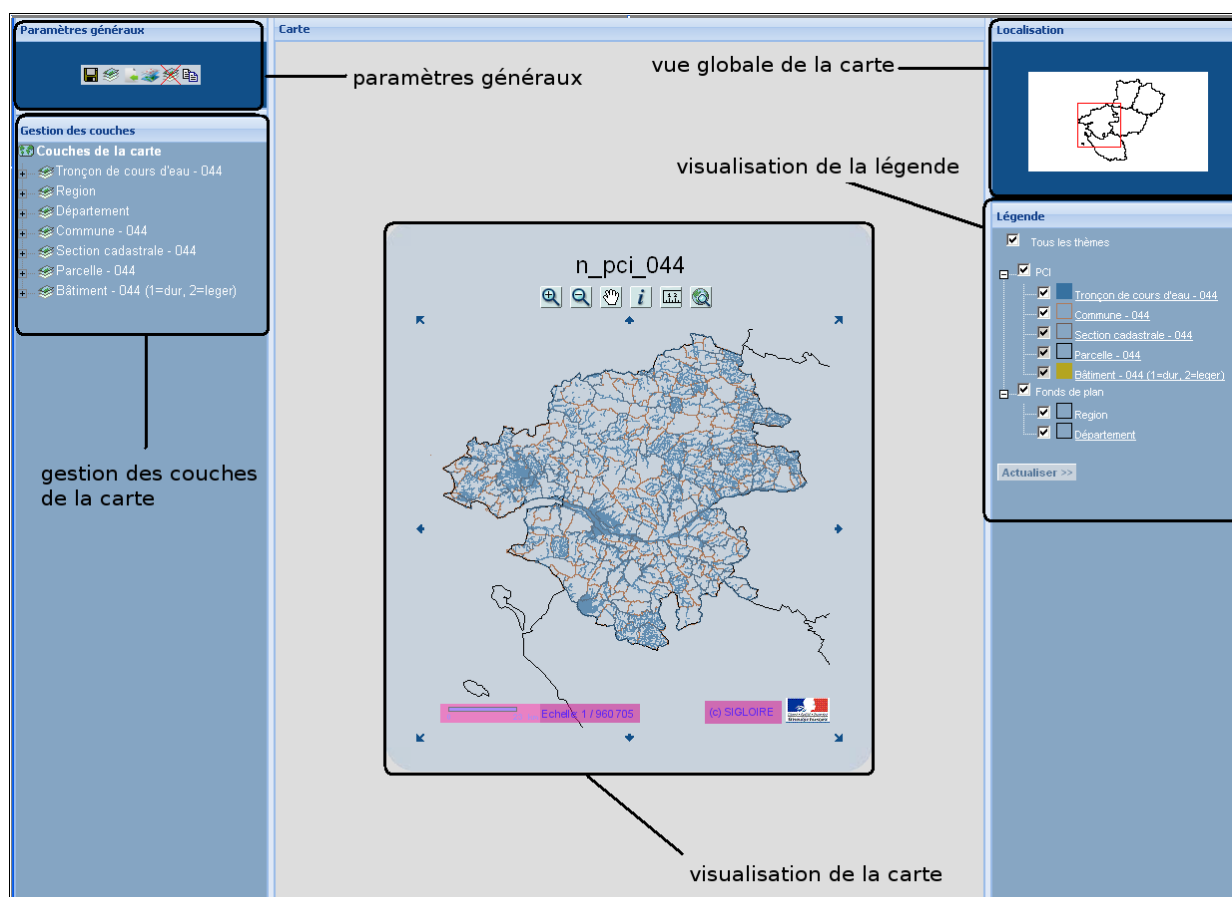 Paramètres généraux
paramètres généraux
Gestion des couches
Couches de la carte
Tronçon de cours d'eau - 044
Region
Département
Commune - 044
Section cadastrale - 044
Parcelle - 044
Bâtiment - 044 (1=dur, 2=leger)
gestion des couches
de la carte
Carte
n_pci_044
Echelle: 1 / 960 705
(c) SIGLOIRE
visualisation de la carte
vue globale de la carte
Localisation
visualisation de la légende
Légende
Tous les thèmes
PCI
Tronçon de cours d'eau - 044
Commune - 044
Section cadastrale - 044
Parcelle - 044
Bâtiment - 044 (1=dur, 2=leger)
Fonds de plan
Region
Département
Actualiser >>